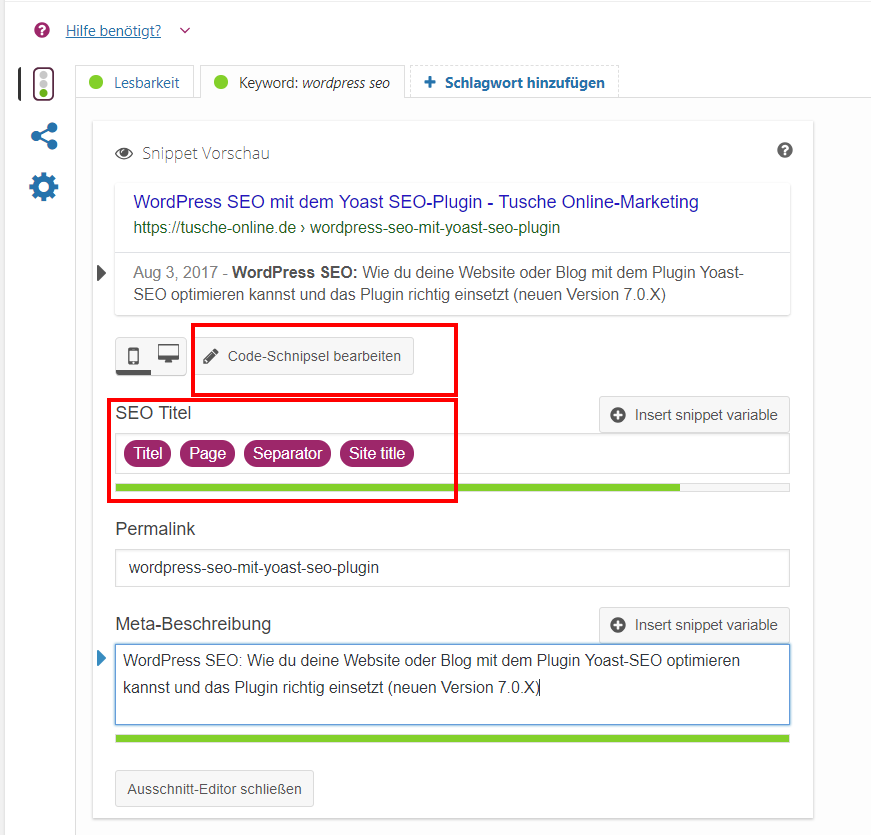 Hilfe benötigt?
Lesbarkeit
Keyword: wordpress seo
Schlagwort hinzufügen
Snippet Vorschau
WordPress SEO mit dem Yoast SEO-Plugin - Tusche Online-Marketing
https://tusche-online.de › wordpress-seo-mit-yoast-seo-plugin
Aug 3, 2017 - WordPress SEO: Wie du deine Website oder Blog mit dem Plugin Yoast-
SEO optimieren kannst und das Plugin richtig einsetzt (neuen Version 7.0.X)
Code-Schnipsel bearbeiten
SEO Titel
Insert snippet variable
Titel Page Separator Site title
Permalink
wordpress-seo-mit-yoast-seo-plugin
Meta-Beschreibung
Insert snippet variable
WordPress SEO: Wie du deine Website oder Blog mit dem Plugin Yoast-SEO optimieren
kannst und das Plugin richtig einsetzt (neuen Version 7.0.X)
Ausschnitt-Editor schließen